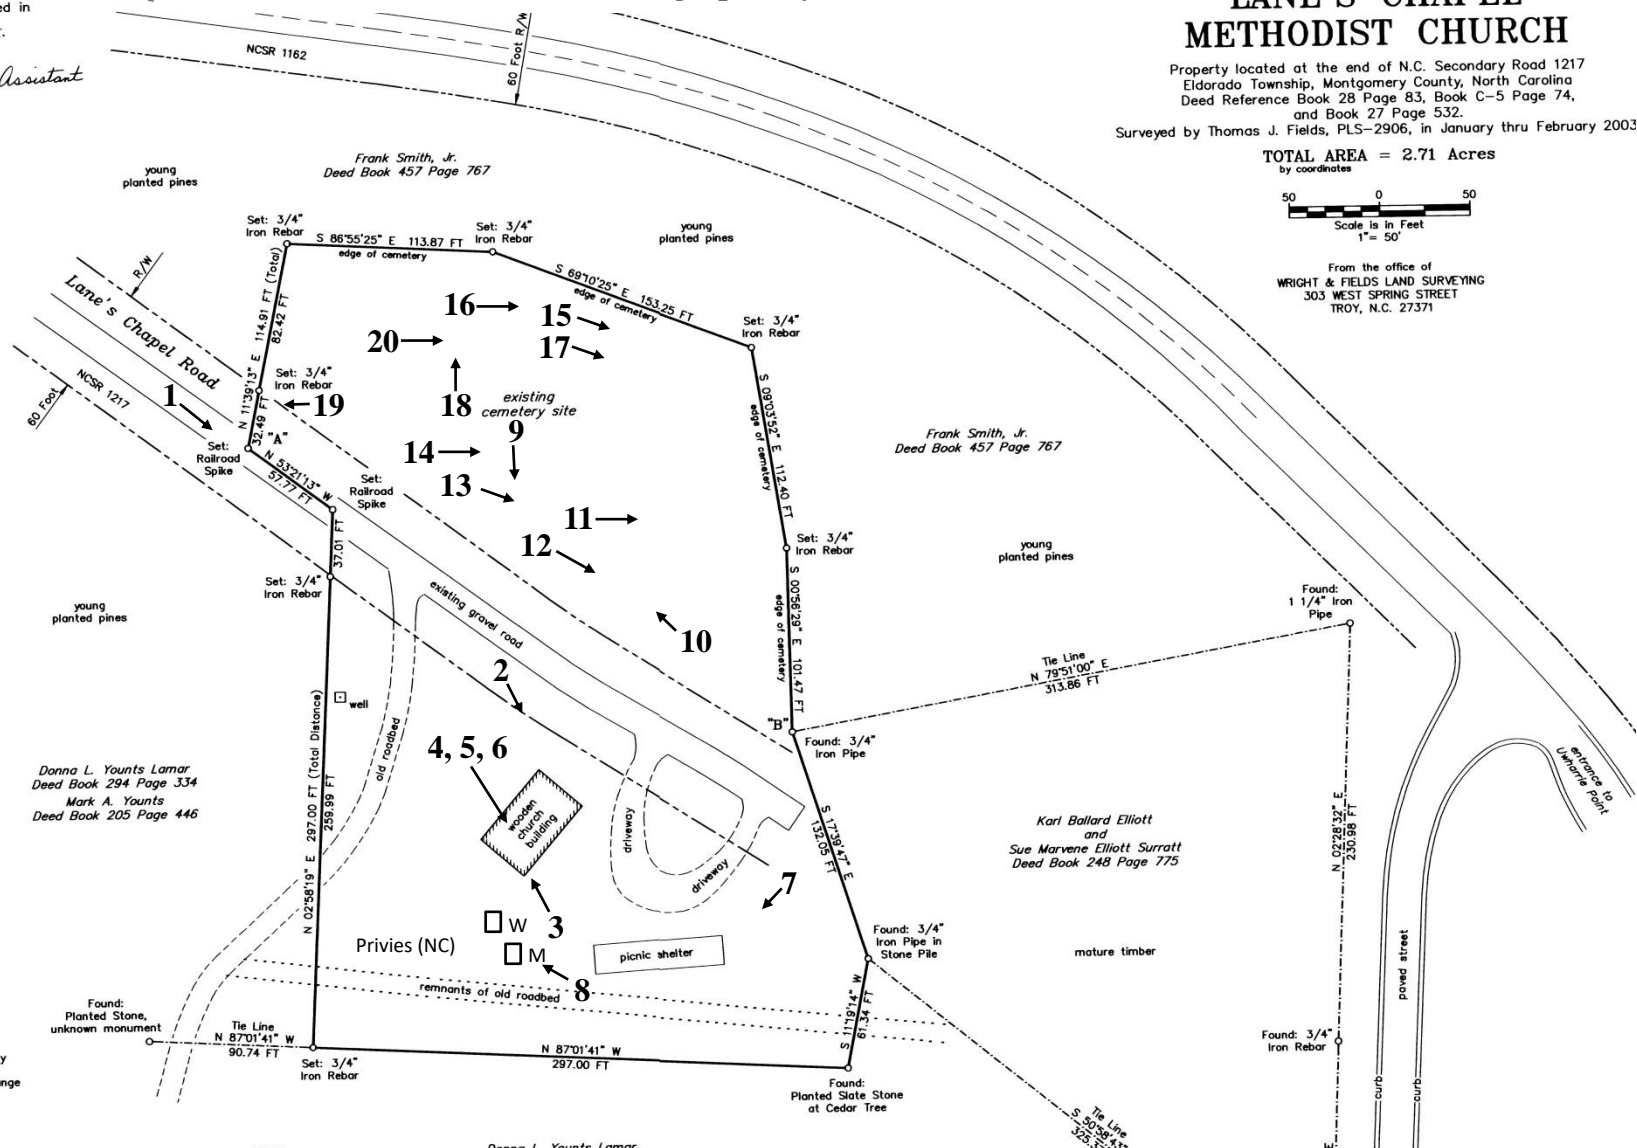 ed in
Assistant
NCSR 1162
60 Foot R/W
LANE'S CHAPEL
METHODIST CHURCH
Property located at the end of N.C. Secondary Road 1217
Eldorado Township, Montgomery County, North Carolina
Deed Reference Book 28 Page 83, Book C-5 Page 74,
and Book 27 Page 532.
Surveyed by Thomas J. Fields, PLS-2906, in January thru February 2003
TOTAL AREA = 2.71 Acres
by coordinates
50 0 50
Scale is in Feet
1"= 50'
From the office of
WRIGHT & FIELDS LAND SURVEYING
303 WEST SPRING STREET
TROY, N.C. 27371
young
planted pines
Frank Smith, Jr.
Deed Book 457 Page 767
young
planted pines
Set: 3/4"
Iron Rebar
S 86°55'25" E 113.87 FT
edge of cemetery
Set: 3/4"
Iron Rebar
S 69°10'25" E 153.25 FT
edge of cemetery
Set: 3/4"
Iron Rebar
R/W
Lane's Chapel Road
NCSR 1217
60 Foot
N 11°39'13" E 114.91 FT (Total)
82.42 FT
32.49 FT
Set: 3/4"
Iron Rebar
16
15
17
20
18
19
1
"A"
Set:
Railroad
Spike
N 53°21'13" W
57.77 FT
Set:
Railroad
Spike
existing
cemetery site
9
14
13
11
12
10
S 09°03'52" E 112.40 FT
edge of cemetery
Frank Smith, Jr.
Deed Book 457 Page 767
Set: 3/4"
Iron Rebar
young
planted pines
S 00°56'29" E 101.47 FT
edge of cemetery
37.01 FT
Set: 3/4"
Iron Rebar
young
planted pines
existing gravel road
2
Found:
1 1/4" Iron
Pipe
Tie Line
N 79°51'00" E
313.86 FT
"B"
Found: 3/4"
Iron Pipe
well
old roadbed
4, 5, 6
wooden
church
building
driveway
driveway
7
3
W
M
8
Privies (NC)
picnic shelter
remnants of old roadbed
N 02°58'19" E 297.00 FT (Total Distance)
259.99 FT
Donna L. Younts Lamar
Deed Book 294 Page 334
Mark A. Younts
Deed Book 205 Page 446
S 17°39'47" E
132.05 FT
Karl Ballard Elliott
and
Sue Marvene Elliott Surratt
Deed Book 248 Page 775
N 02°28'32" E
230.98 FT
entrance to
Uwharrie Point
Found: 3/4"
Iron Pipe in
Stone Pile
mature timber
paved street
S 11°19'14" W
61.34 FT
Found:
Planted Stone,
unknown monument
Tie Line
N 87°01'41" W
90.74 FT
Set: 3/4"
Iron Rebar
N 87°01'41" W
297.00 FT
Found:
Planted Slate Stone
at Cedar Tree
Found: 3/4"
Iron Rebar
curb
curb
Tie Line
S 50°58'43"
Donna L. Younts Lamar